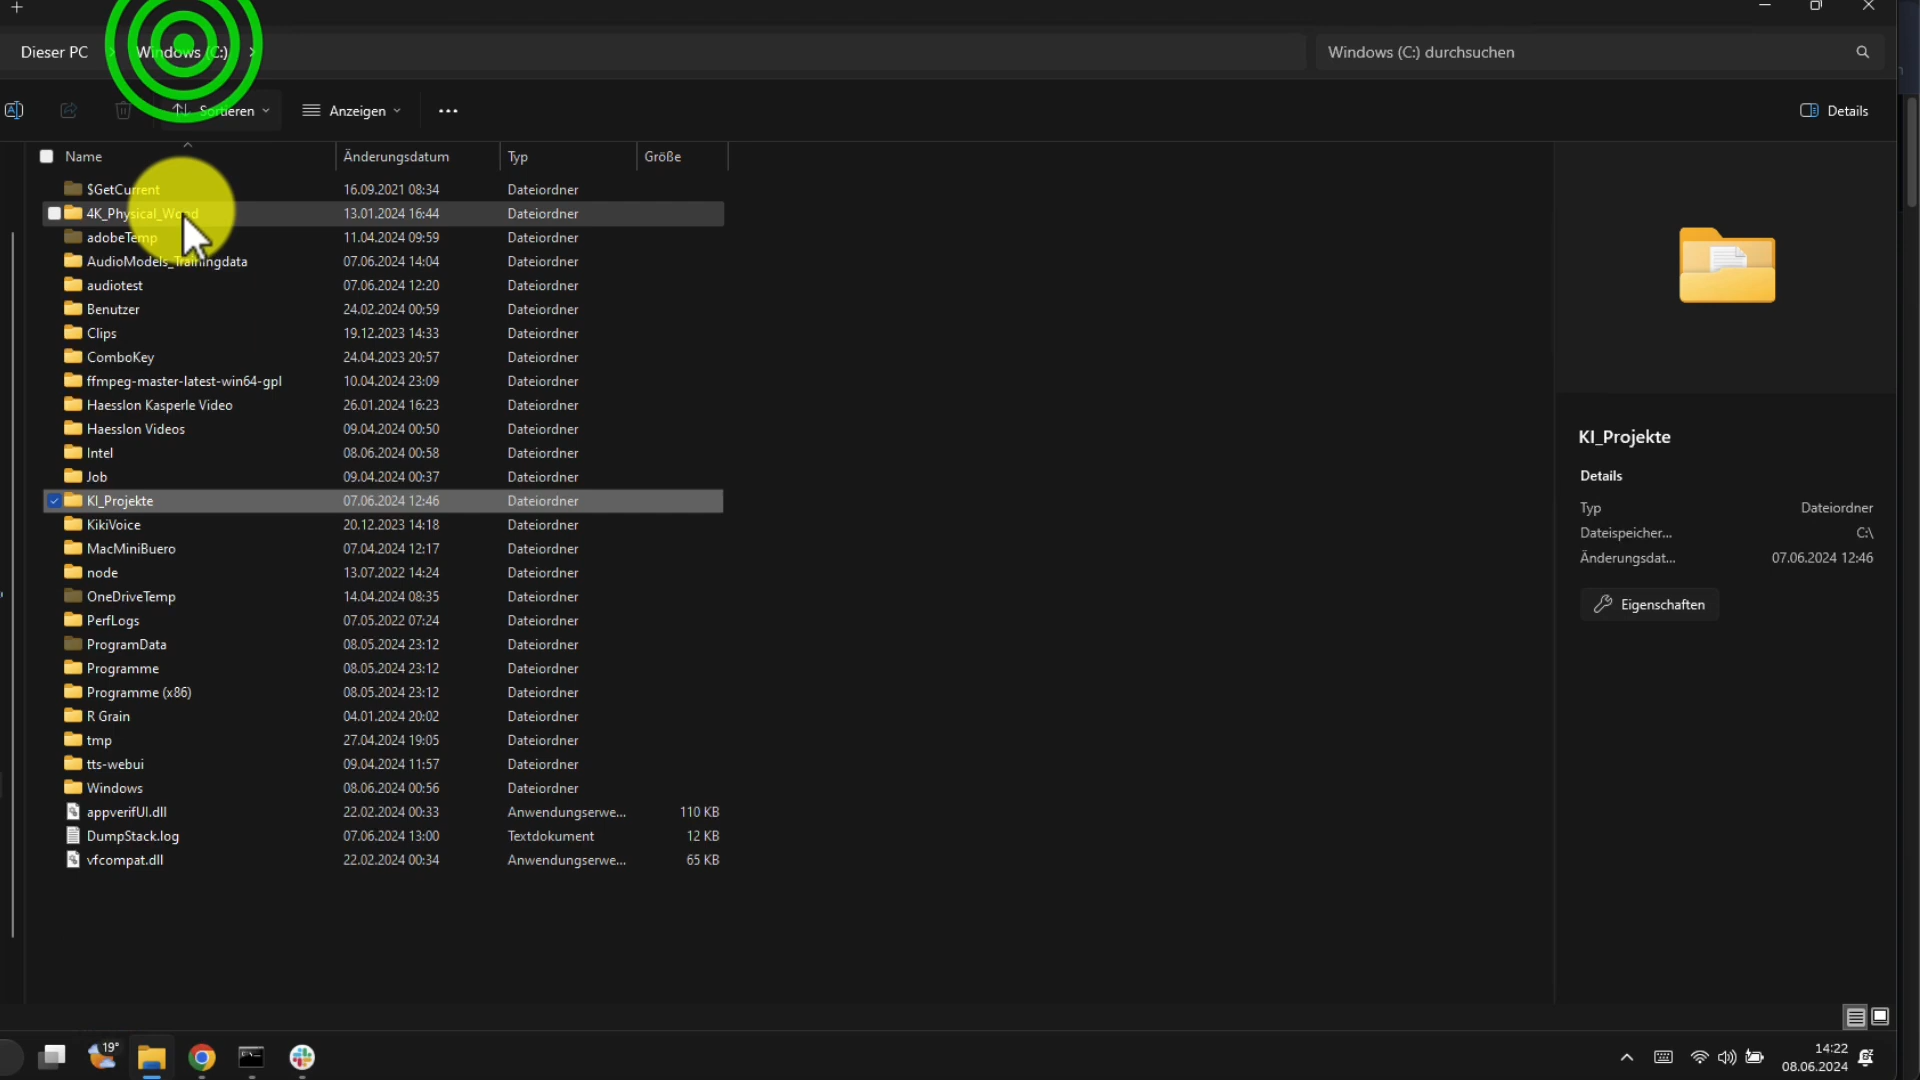 Dieser PC > Windows (C:) >
Windows (C:) durchsuchen
Sortieren
Anzeigen
Details
Name Änderungsdatum Typ Größe
$GetCurrent 16.09.2021 08:34 Dateiordner
4K_Physical_Wood 13.01.2024 16:44 Dateiordner
adobeTemp 11.04.2024 09:59 Dateiordner
AudioModels_Trainingdata 07.06.2024 14:04 Dateiordner
audiotest 07.06.2024 12:20 Dateiordner
Benutzer 24.02.2024 00:59 Dateiordner
Clips 19.12.2023 14:33 Dateiordner
ComboKey 24.04.2023 20:57 Dateiordner
ffmpeg-master-latest-win64-gpl 10.04.2024 23:09 Dateiordner
Haesslon Kasperle Video 26.01.2024 16:23 Dateiordner
Haesslon Videos 09.04.2024 00:50 Dateiordner
Intel 08.06.2024 00:58 Dateiordner
Job 09.04.2024 00:37 Dateiordner
KI_Projekte 07.06.2024 12:46 Dateiordner
KikiVoice 20.12.2023 14:18 Dateiordner
MacMiniBuero 07.04.2024 12:17 Dateiordner
node 13.07.2022 14:24 Dateiordner
OneDriveTemp 14.04.2024 08:35 Dateiordner
PerfLogs 07.05.2022 07:24 Dateiordner
ProgramData 08.05.2024 23:12 Dateiordner
Programme 08.05.2024 23:12 Dateiordner
Programme (x86) 08.05.2024 23:12 Dateiordner
R Grain 04.01.2024 20:02 Dateiordner
tmp 27.04.2024 19:05 Dateiordner
tts-webui 09.04.2024 11:57 Dateiordner
Windows 08.06.2024 00:56 Dateiordner
appverifUI.dll 22.02.2024 00:33 Anwendungserwe... 110 KB
DumpStack.log 07.06.2024 13:00 Textdokument 12 KB
vfcompat.dll 22.02.2024 00:34 Anwendungserwe... 65 KB
KI_Projekte
Details
Typ Dateiordner
Dateispeicher... C:\
Änderungsdat... 07.06.2024 12:46
Eigenschaften
19°
14:22
08.06.2024